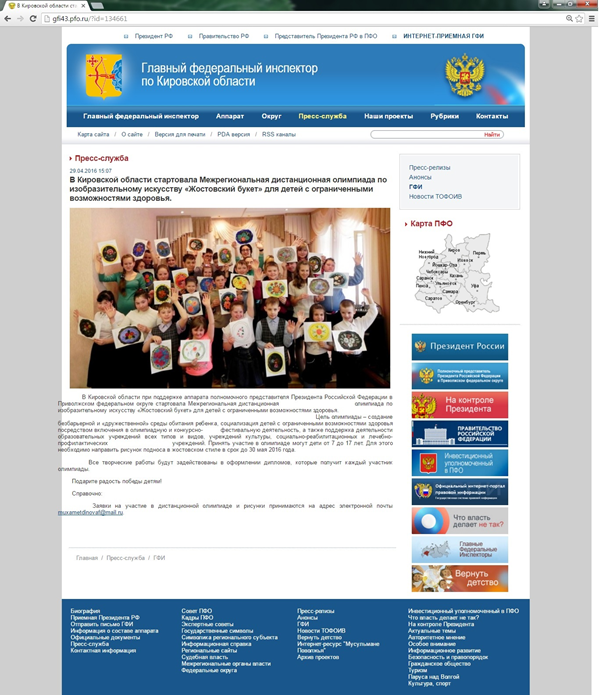 В Кировской области ста
gfi43.pfo.ru/?id=134661
Президент РФ
Правительство РФ
Представитель Президента РФ в ПФО
ИНТЕРНЕТ-ПРИЕМНАЯ ГФИ
Главный федеральный инспектор
по Кировской области
Главный федеральный инспектор Аппарат Округ Пресс-служба Наши проекты Рубрики Контакты
Карта сайта / О сайте / Версия для печати / PDA версия / RSS каналы
Найти
Пресс-служба
29.04.2016 15:07
В Кировской области стартовала Межрегиональная дистанционная олимпиада по
изобразительному искусству «Жостовский букет» для детей с ограниченными
возможностями здоровья.
В Кировской области при поддержке аппарата полномочного представителя Президента Российской Федерации в
Приволжском федеральном округе стартовала Межрегиональная дистанционная олимпиада по
изобразительному искусству «Жостовский букет» для детей с ограниченными возможностями здоровья
Цель олимпиады – создание
безбарьерной и «дружественной» среды обитания ребенка, социализация детей с ограниченными возможностями здоровья
посредством включения в олимпиадную и конкурсно- фестивальную деятельность, а также поддержка деятельности
образовательных учреждений всех типов и видов, учреждений культуры, социально-реабилитационных и лечебно-
профилактических учреждений. Принять участие в олимпиаде могут дети от 7 до 17 лет. Для этого
необходимо направить рисунок подноса в жостовском стиле в срок до 30 мая 2016 года.
Все творческие работы будут задействованы в оформлении дипломов, которые получит каждый участник
олимпиады.
Подарите радость победы детям!
Справочно:
Заявки на участие в дистанционной олимпиаде и рисунки принимаются на адрес электронной почты
muxametdinovaf@mail.ru
Главная / Пресс-служба / ГФИ
Пресс-релизы
Анонсы
ГФИ
Новости ТОФОИВ
Карта ПФО
Нижний
Новгород
Киров
Пермь
Йошкар-Ола
Ижевск
Чебоксары
Казань
Саранск
Ульяновск
Уфа
Пенза
Самара
Саратов
Оренбург
Президент России
Полномочный представитель
Президента Российской Федерации
в Приволжском федеральном округе
На контроле
Президента
ПРАВИТЕЛЬСТВО
РОССИЙСКОЙ
ФЕДЕРАЦИИ
Инвестиционный
уполномоченный
в ПФО
Официальный интернет-портал
правовой информации
Что власть
делает не так?
Главные
Федеральные
Инспекторы
Вернуть
детство
Биография
Приемная Президента РФ
Отправить письмо ГФИ
Информация о составе аппарата
Официальные документы
Пресс-служба
Контактная информация
Совет ПФО
Кадры ПФО
Экспертные советы
Государственные символы
Символика регионального субъекта
Информационная справка
Региональные сайты
Судебная власть
Межрегиональные органы власти
Федеральные округа
Пресс-релизы
Анонсы
ГФИ
Новости ТОФОИВ
Вернуть детство
Интернет-ресурс "Мусульмане
Поволжья"
Архив проектов
Инвестиционный уполномоченный в ПФО
Что власть делает не так?
На контроле Президента
Актуальные темы
Авторитетное мнение
Особое внимание
Информационное развитие
Безопасность и правопорядок
Гражданское общество
Туризм
Паруса над Волгой
Культура, спорт